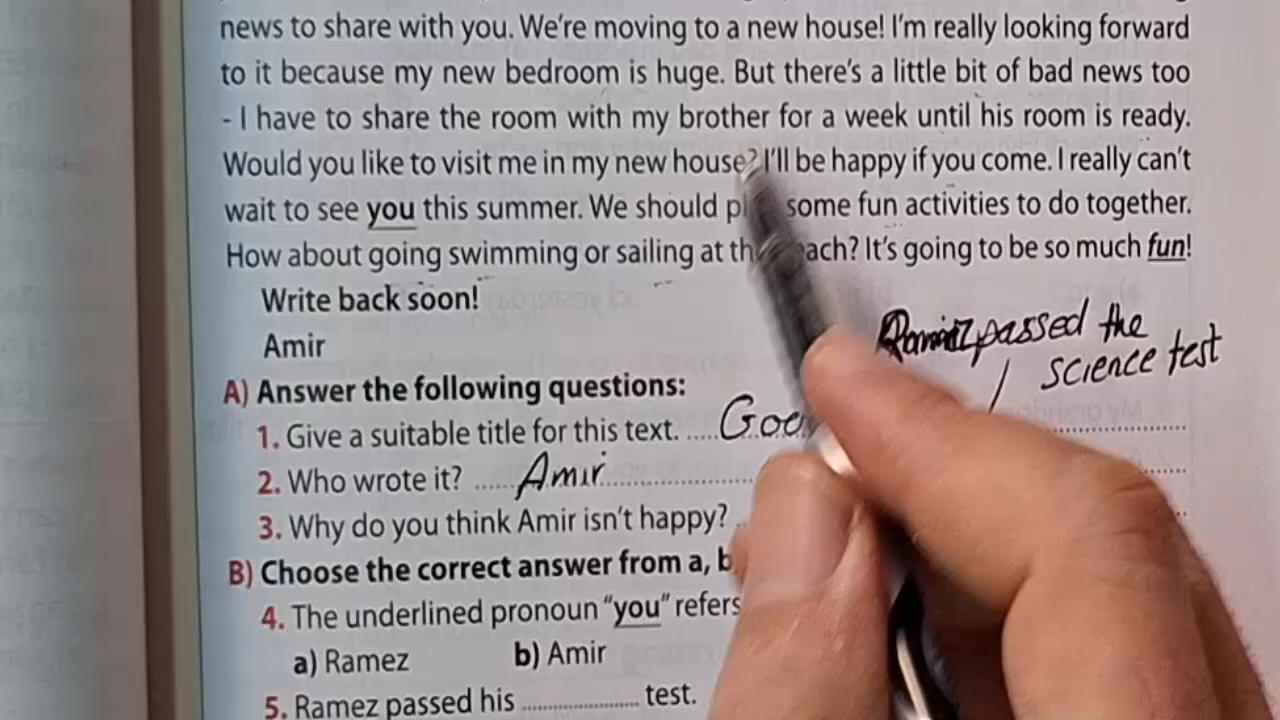 news to share with you. We're moving to a new house! I'm really looking forward
to it because my new bedroom is huge. But there's a little bit of bad news too
- I have to share the room with my brother for a week until his room is ready.
Would you like to visit me in my new house? I'll be happy if you come. I really can't
wait to see you this summer. We should some fun activities to do together.
How about going swimming or sailing at It's going to be so much fun!
Write back soon!
Amir
Ramez passed the
science test
A) Answer the following questions:
1. Give a suitable title for this text.
2. Who wrote it? Amir
3. Why do you think Amir isn't happy?
B) Choose the correct answer from a, b
4. The underlined pronoun "you" refers
a) Ramez b) Amir
5. Ramez passed his ........................ test.